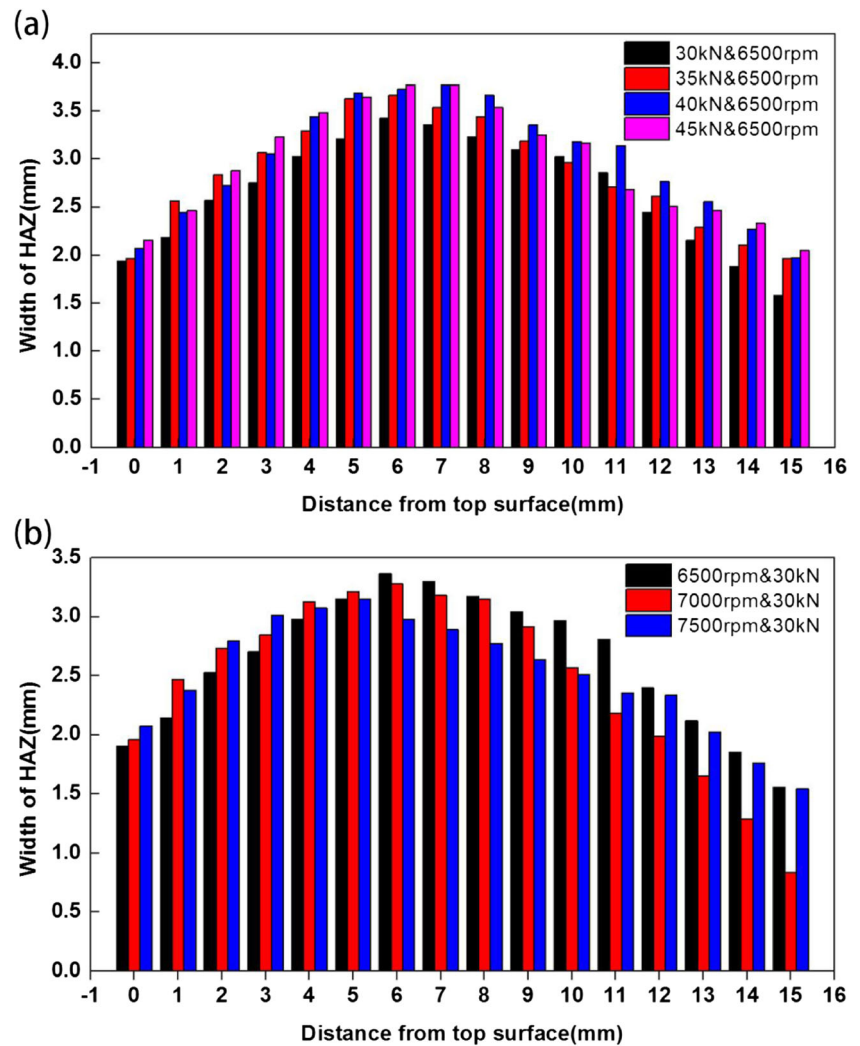 (a)
4.0
3.5
3.0
2.5
2.0
1.5
1.0
0.5
0.0
Width of HAZ(mm)
30kN&6500rpm
35kN&6500rpm
40kN&6500rpm
45kN&6500rpm
-1 0 1 2 3 4 5 6 7 8 9 10 11 12 13 14 15 16
Distance from top surface(mm)
(b)
3.5
3.0
2.5
2.0
1.5
1.0
0.5
0.0
Width of HAZ(mm)
6500rpm&30kN
7000rpm&30kN
7500rpm&30kN
-1 0 1 2 3 4 5 6 7 8 9 10 11 12 13 14 15 16
Distance from top surface(mm)